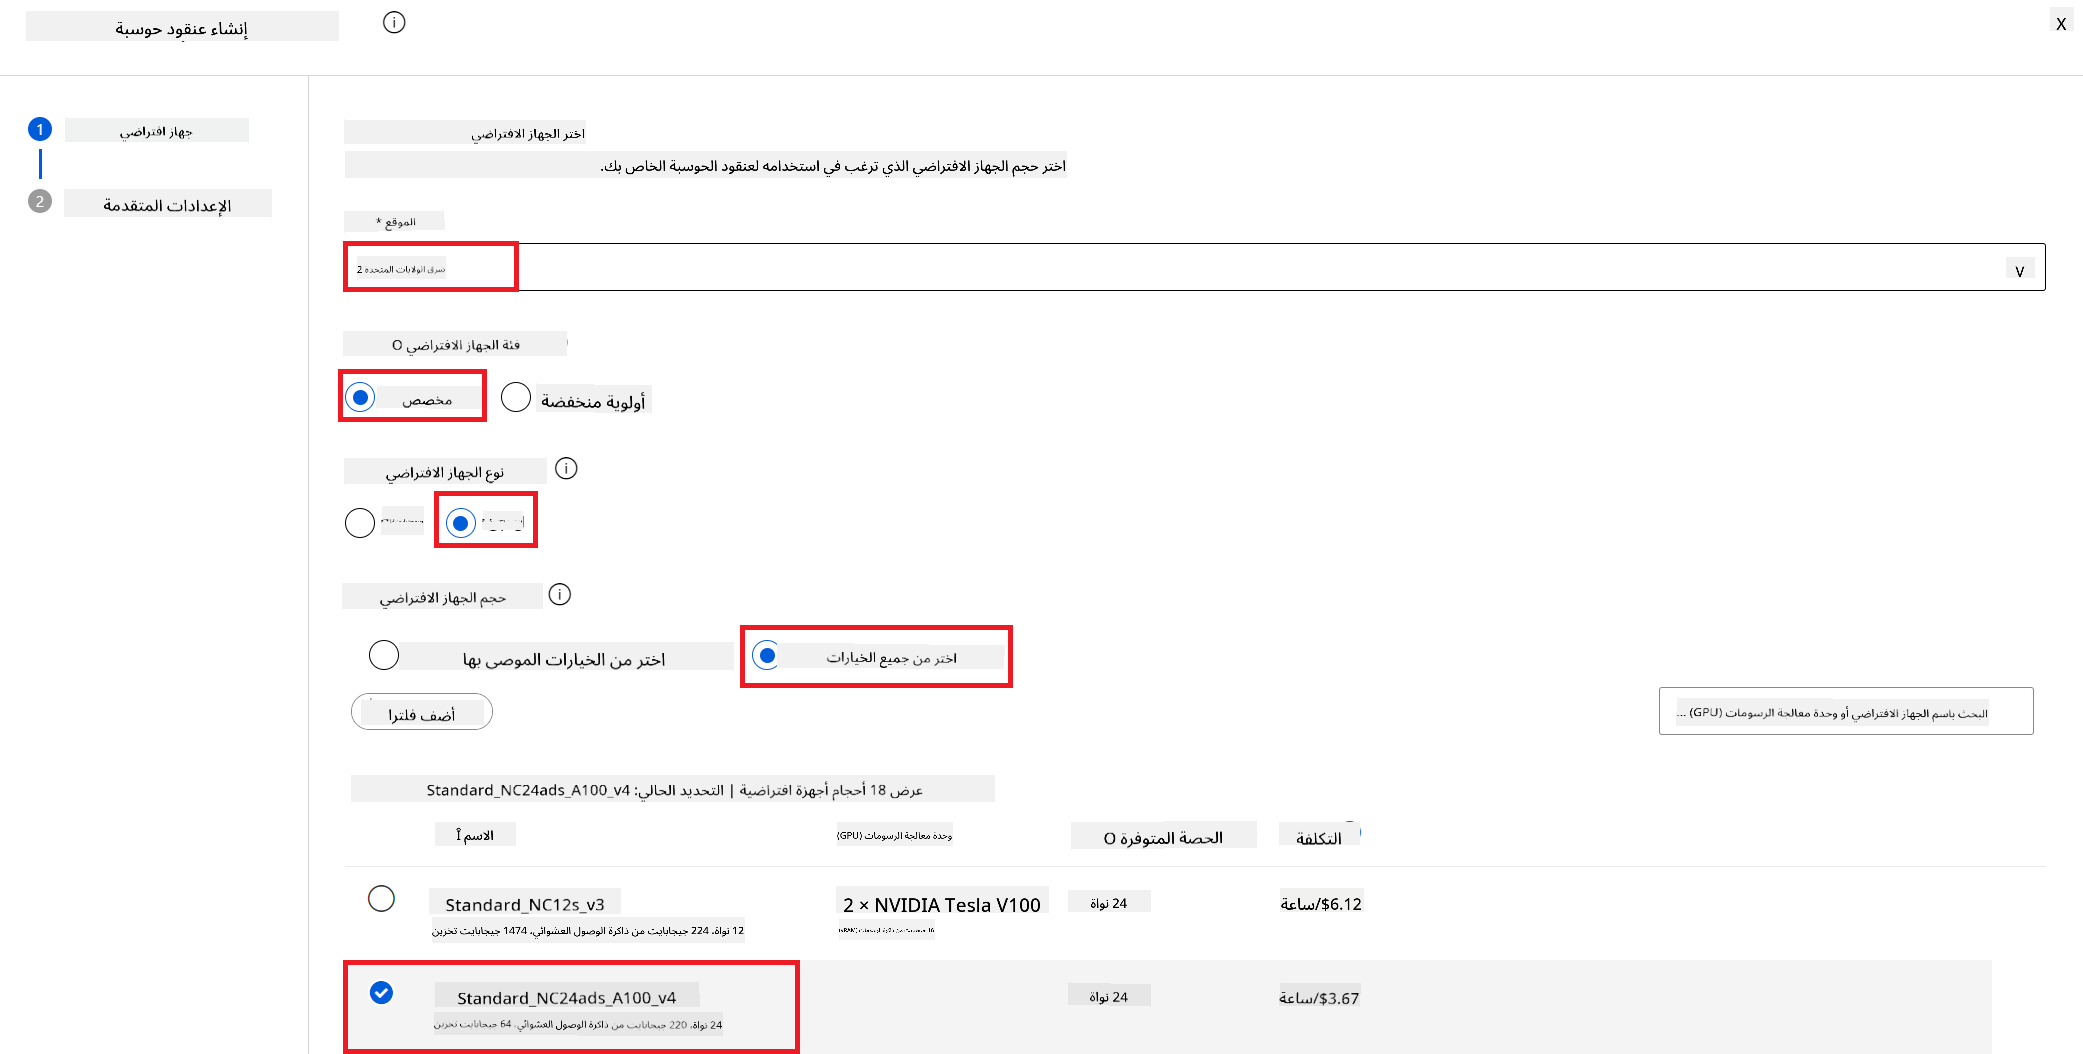 إنشاء عنقود حوسبة
X
1 جهاز افتراضي
2 الإعدادات المتقدمة
اختر الجهاز الافتراضي
اختر حجم الجهاز الافتراضي الذي ترغب في استخدامه لعنقود الحوسبة الخاص بك.
الموقع *
شرق الولايات المتحدة 2
V
فئة الجهاز الافتراضي O
مخصص
أولوية منخفضة
نوع الجهاز الافتراضي
حجم الجهاز الافتراضي
اختر من الخيارات الموصى بها
اختر من جميع الخيارات
أضف فلترا
البحث باسم الجهاز الافتراضي أو وحدة معالجة الرسومات (GPU) ...
عرض 18 أحجام أجهزة افتراضية | التحديد الحالي: Standard_NC24ads_A100_v4
الاسم
وحدة معالجة الرسومات (GPU)
الحصة المتوفرة O
التكلفة
Standard_NC12s_v3
2 × NVIDIA Tesla V100
24 نواة
$6.12/ساعة
12 نواة، 224 جيجابايت من ذاكرة الوصول العشوائي، 1474 جيجابايت تخزين
Standard_NC24ads_A100_v4
24 نواة
$3.67/ساعة
24 نواة، 220 جيجابايت من ذاكرة الوصول العشوائي، 64 جيجابايت تخزين